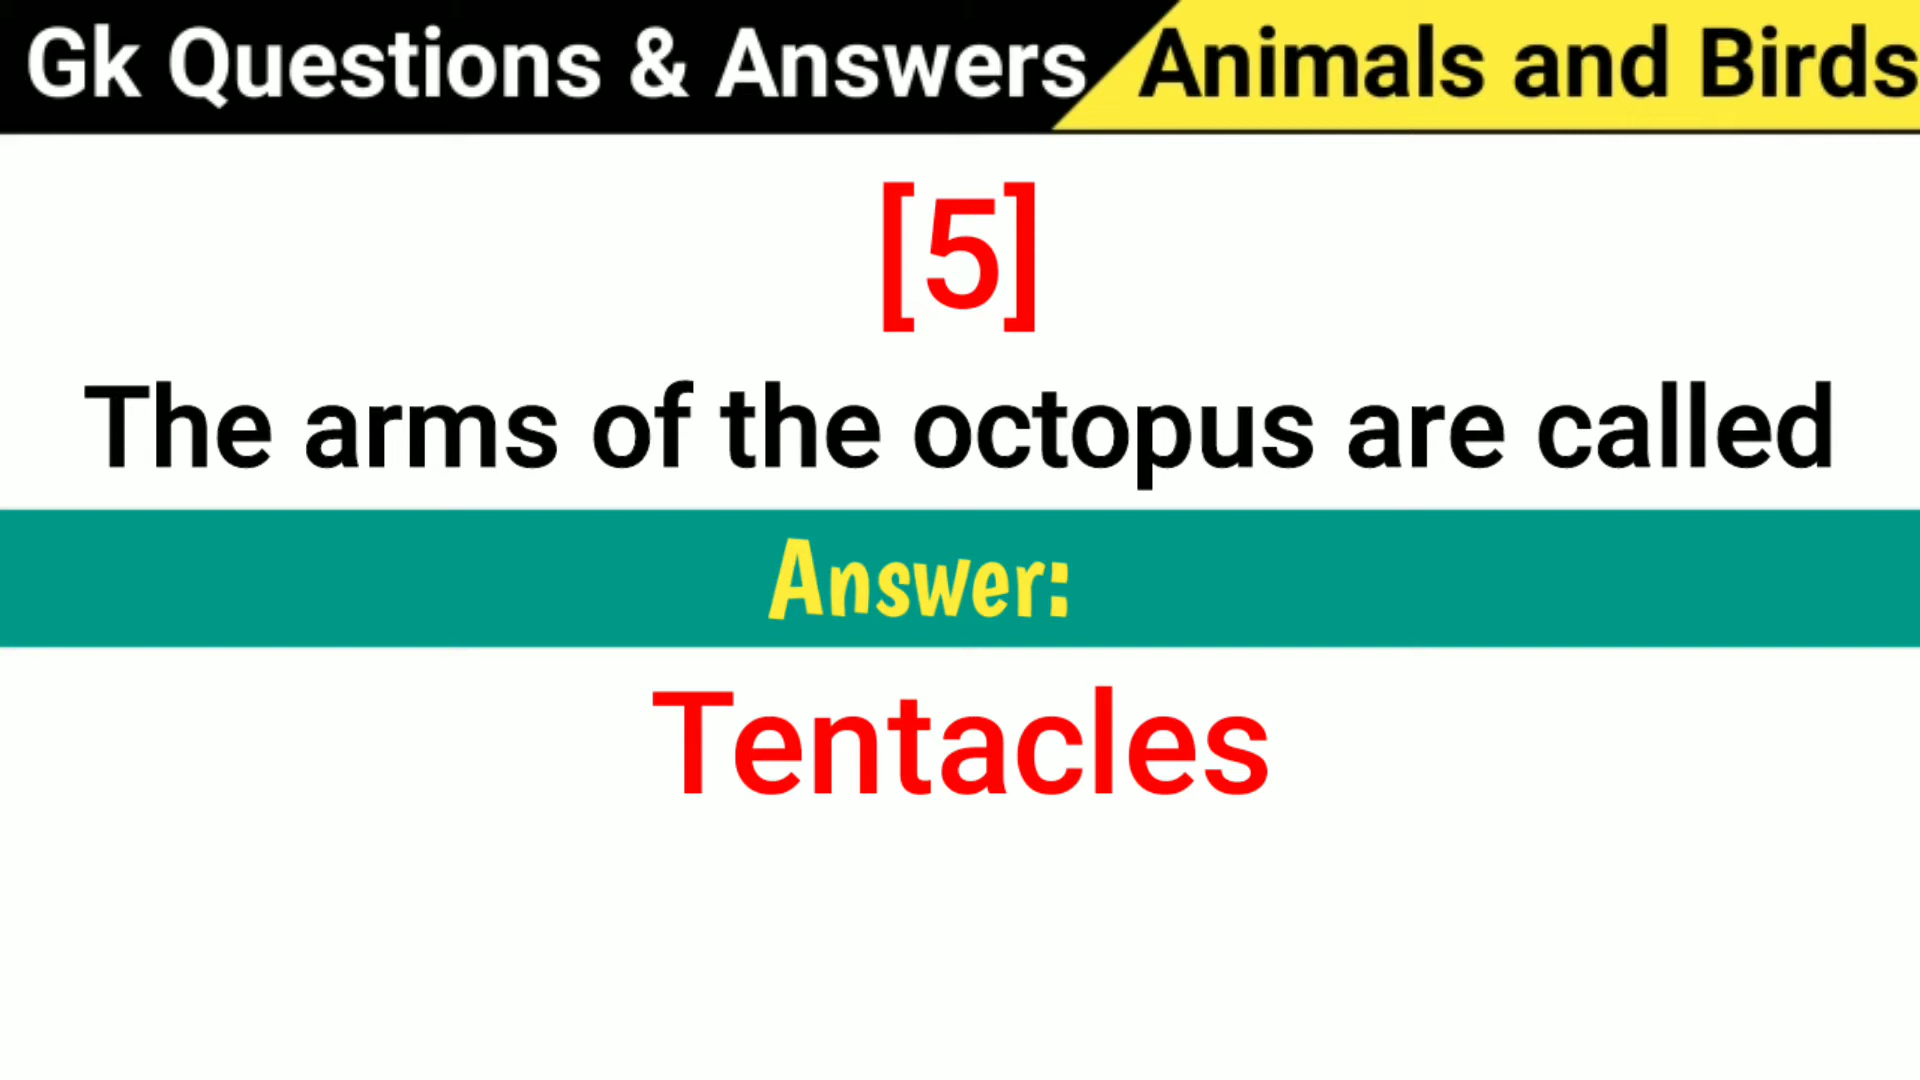 Gk Questions & Answers Animals and Birds
[5]
The arms of the octopus are called
Answer:
Tentacles